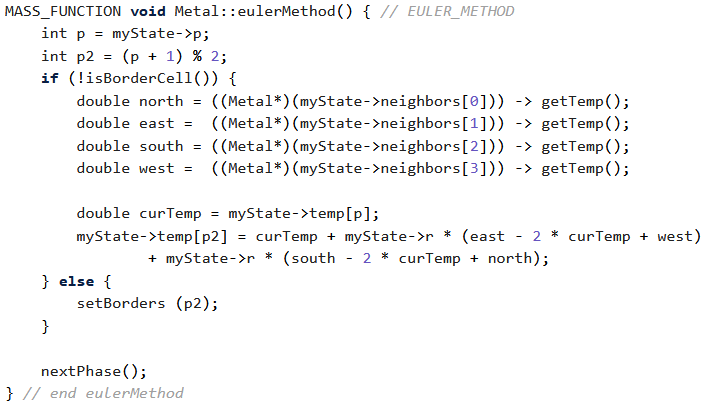 MASS_FUNCTION void Metal::eulerMethod() { // EULER_METHOD
    int p = myState->p;
    int p2 = (p + 1) % 2;
    if (!isBorderCell()) {
        double north = ((Metal*)(myState->neighbors[0])) -> getTemp();
        double east =  ((Metal*)(myState->neighbors[1])) -> getTemp();
        double south = ((Metal*)(myState->neighbors[2])) -> getTemp();
        double west =  ((Metal*)(myState->neighbors[3])) -> getTemp();

        double curTemp = myState->temp[p];
        myState->temp[p2] = curTemp + myState->r * (east - 2 * curTemp + west)
                + myState->r * (south - 2 * curTemp + north);
    } else {
        setBorders (p2);
    }

    nextPhase();
} // end eulerMethod